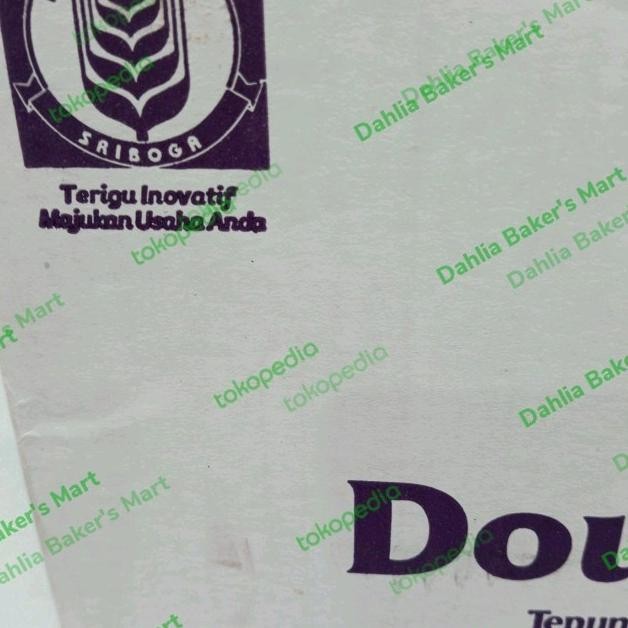 SRIBOGA
Terigu Inovatif
Majukan Usaha Anda
Dahlia Baker's Mart
Dahlia Baker's Mart
Dahlia Baker's Mart
Dahlia Baker's Mart
tokopedia
tokopedia
tokopedia
tokopedia
tokopedia
tokopedia
Dahlia Baker's Mart
tokopedia